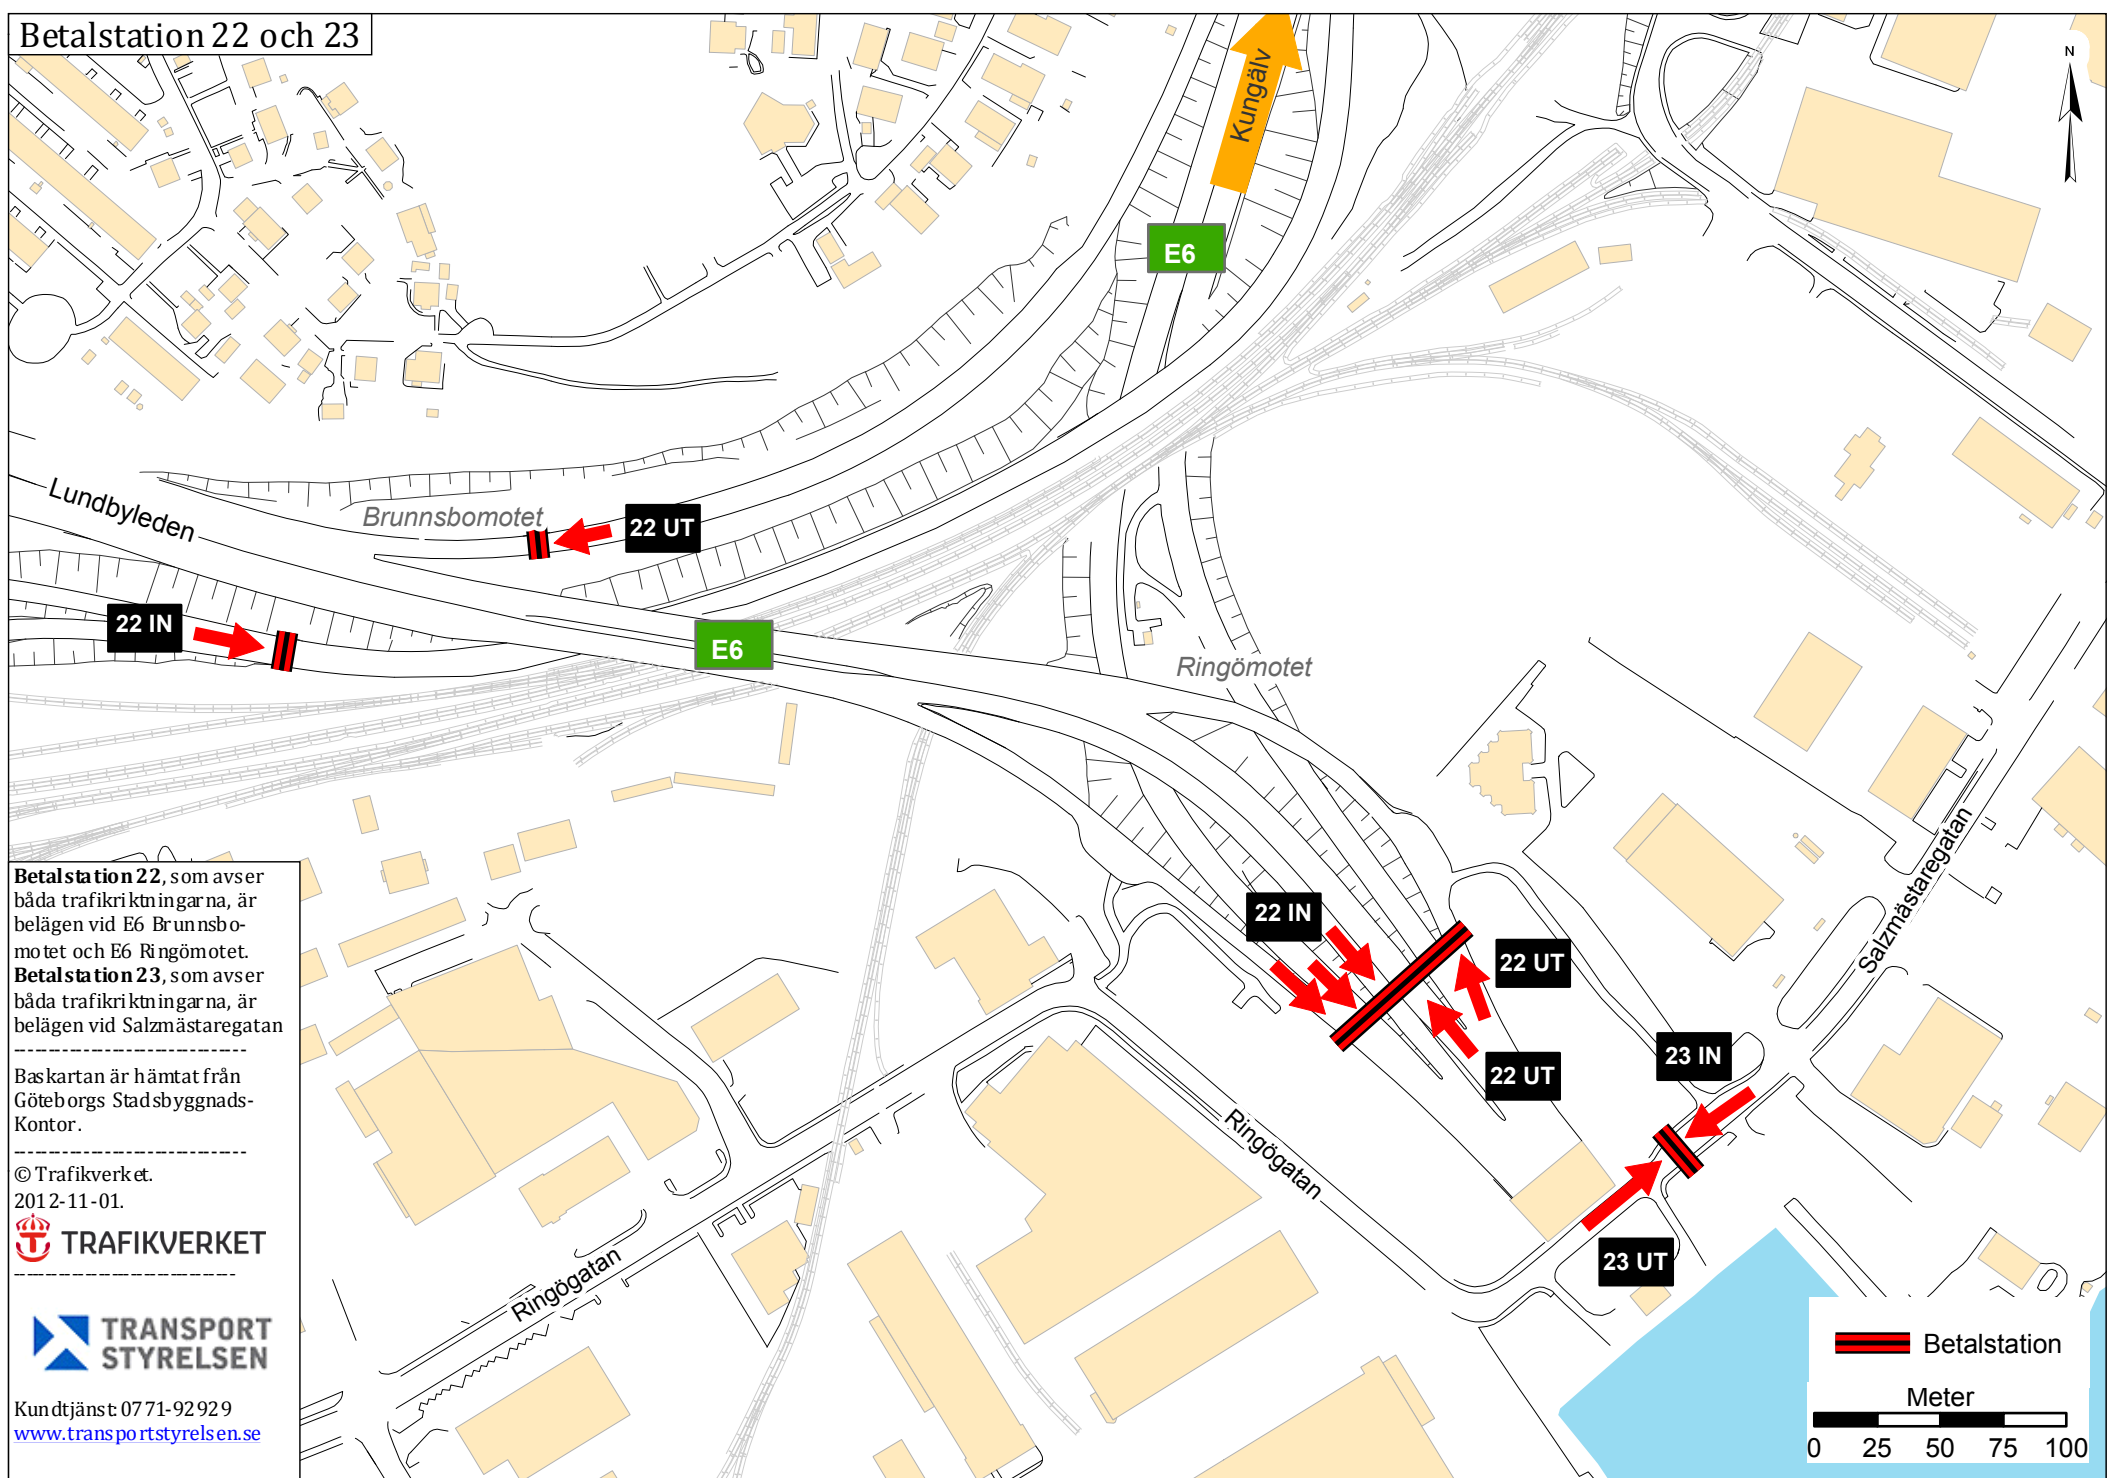 Betalstation 22 och 23
N
Kungälv
E6
Lundbyleden
Brunnsbomotet
22 UT
22 IN
E6
Ringömotet
Salzmästaregatan
22 IN
22 UT
22 UT
23 IN
Ringögatan
23 UT
Ringögatan
Betalstation 22, som avser
båda trafikriktningarna, är
belägen vid E6 Brunnsbo-
motet och E6 Ringömotet.
Betalstation 23, som avser
båda trafikriktningarna, är
belägen vid Salzmästaregatan
--------------------------------
Baskartan är hämtat från
Göteborgs Stadsbyggnads-
Kontor.
--------------------------------
© Trafikverket.
2012-11-01.
TRAFIKVERKET
--------------------------------
TRANSPORT
STYRELSEN
Kundtjänst: 0771-92929
www.transportstyrelsen.se
Betalstation
Meter
0 25 50 75 100